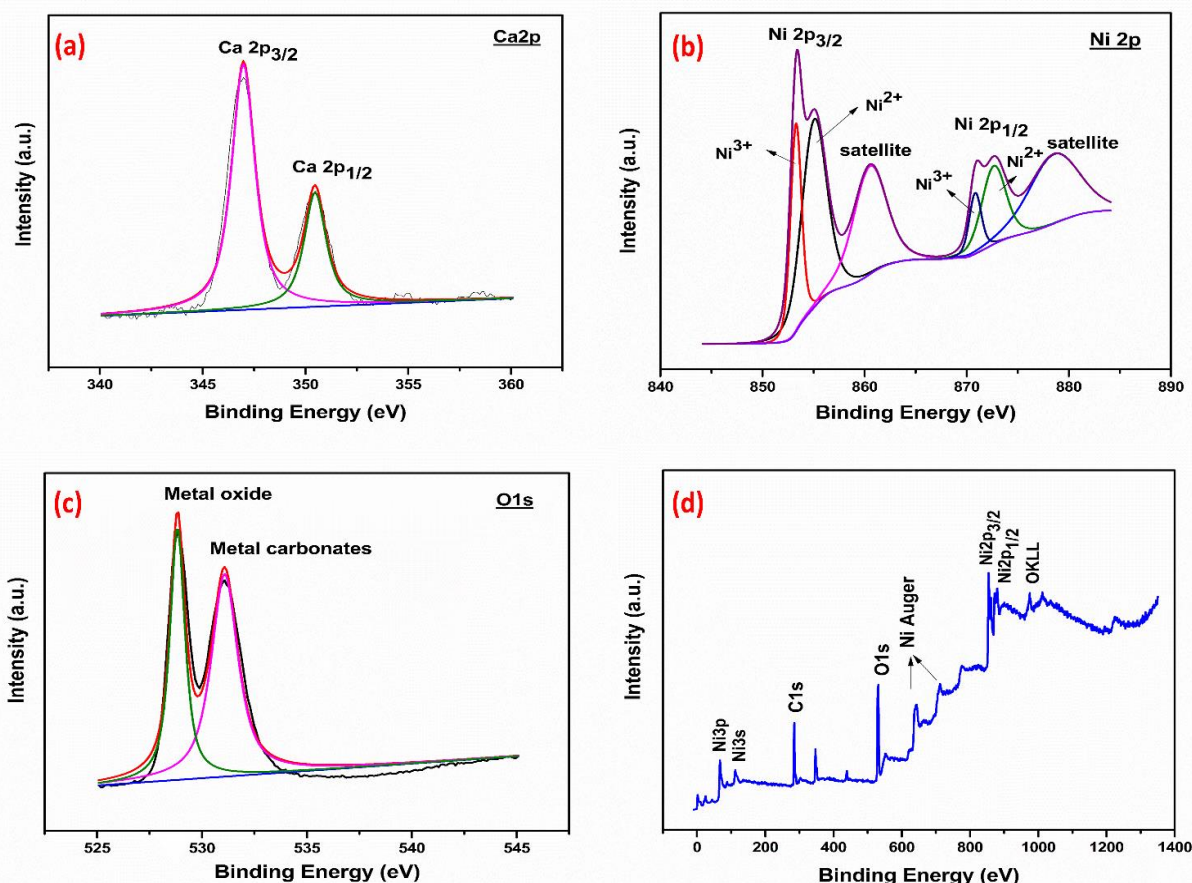 (a)
Ca2p
Ca 2p3/2
Ca 2p1/2
Intensity (a.u.)
340 345 350 355 360
Binding Energy (eV)
(b)
Ni 2p3/2
Ni 2p
Ni2+
Ni3+
satellite
Ni 2p1/2
satellite
Ni2+
Ni3+
Intensity (a.u.)
840 850 860 870 880 890
Binding Energy (eV)
(c)
Metal oxide
O1s
Metal carbonates
Intensity (a.u.)
525 530 535 540 545
Binding Energy (eV)
(d)
Ni3p
Ni3s
C1s
O1s
Ni Auger
Ni2p3/2
Ni2p1/2
OKLL
Intensity (a.u.)
0 200 400 600 800 1000 1200 1400
Binding Energy (eV)